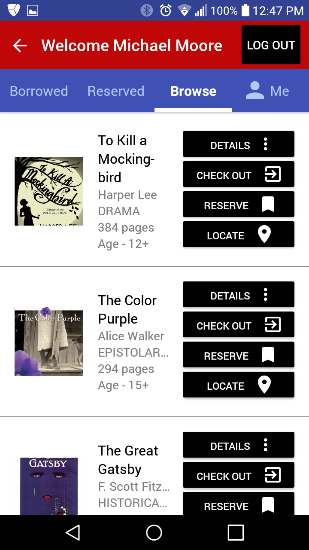 100% 12:47 PM
Welcome Michael Moore LOG OUT
Borrowed Reserved Browse Me
To Kill a
Mocking-
bird
Harper Lee
DRAMA
384 pages
Age - 12+
DETAILS
CHECK OUT
RESERVE
LOCATE
To Kill a
Mockingbird
The Color
Purple
Alice Walker
EPISTOLAR...
294 pages
Age - 15+
DETAILS
CHECK OUT
RESERVE
LOCATE
The Color Purple
The Great
Gatsby
F. Scott Fitz...
HISTORICA...
DETAILS
CHECK OUT
RESERVE
GATSBY